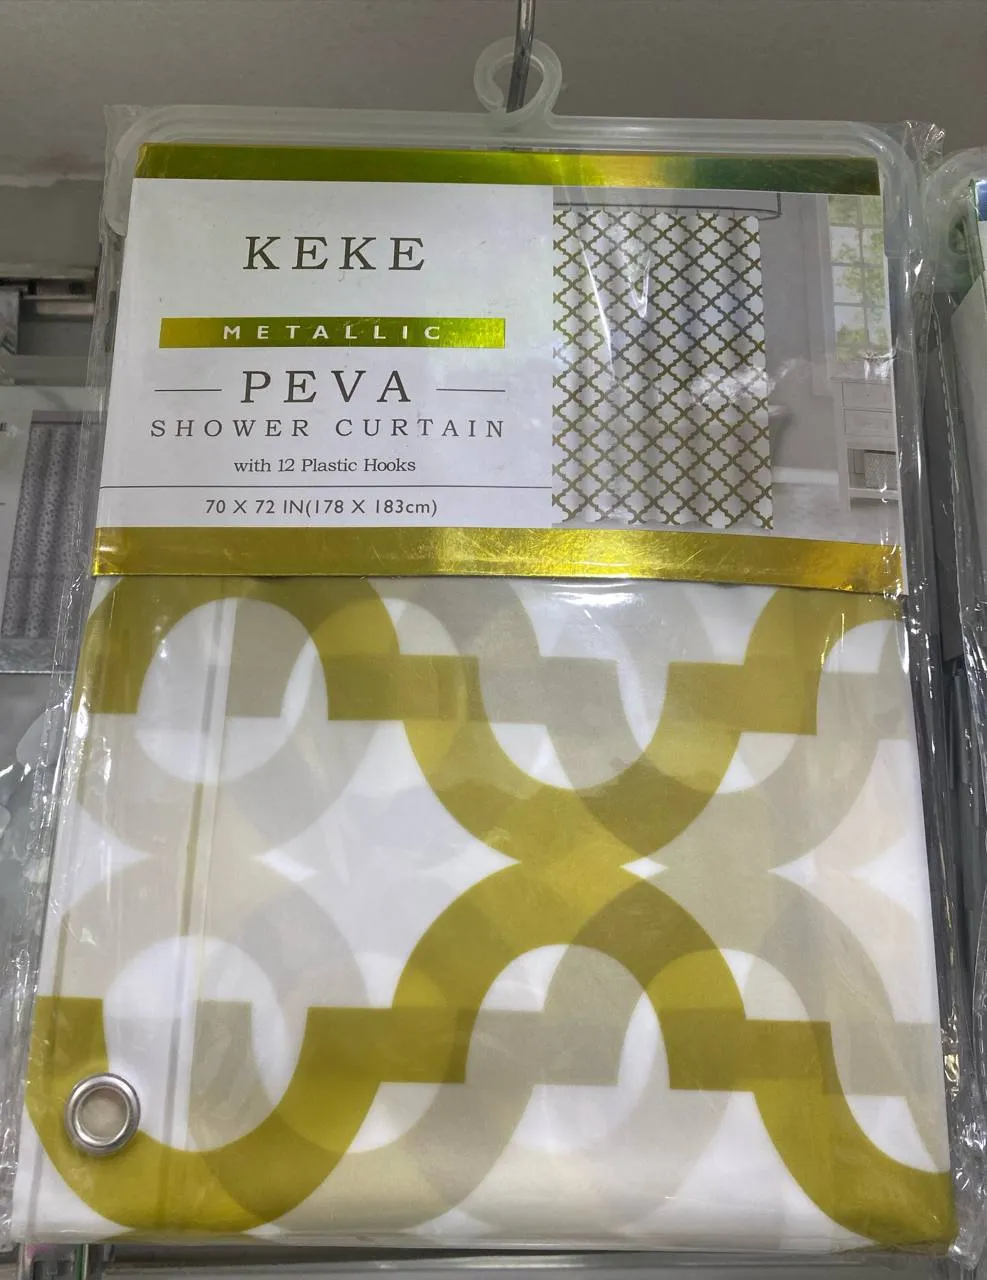 KEKE
METALLIC
PEVA
SHOWER CURTAIN
with 12 Plastic Hooks
70 X 72 IN(178 X 183cm)